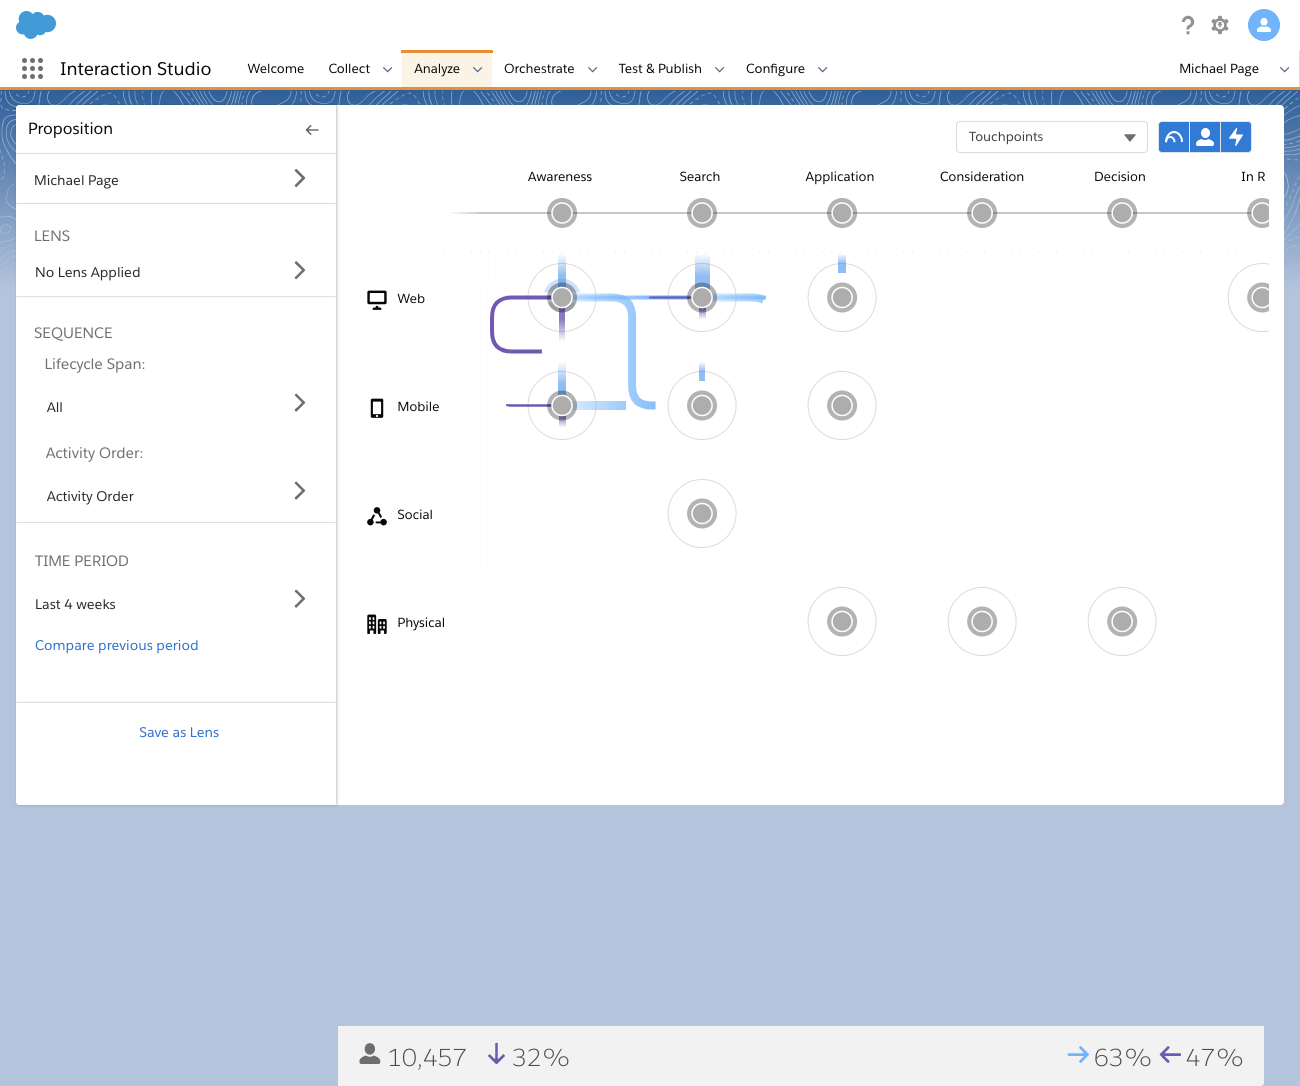 ?
Interaction Studio Welcome Collect Analyze Orchestrate Test & Publish Configure Michael Page
Proposition
Touchpoints
Michael Page
Awareness Search Application Consideration Decision In R
LENS
No Lens Applied
Web
SEQUENCE
Lifecycle Span:
All
Mobile
Activity Order:
Activity Order
Social
TIME PERIOD
Last 4 weeks
Physical
Compare previous period
Save as Lens
10,457 32% 63% 47%